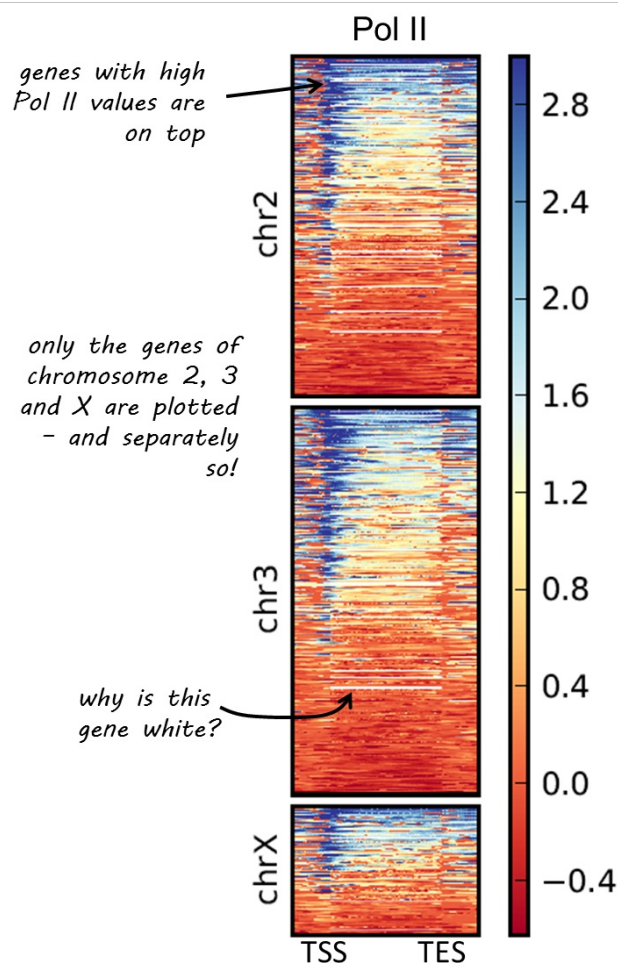 Pol II
genes with high
Pol II values are
on top
chr2
only the genes of
chromosome 2, 3
and X are plotted
- and separately
so!
chr3
why is this
gene white?
chrX
TSS
TES
2.8
2.4
2.0
1.6
1.2
0.8
0.4
0.0
−0.4